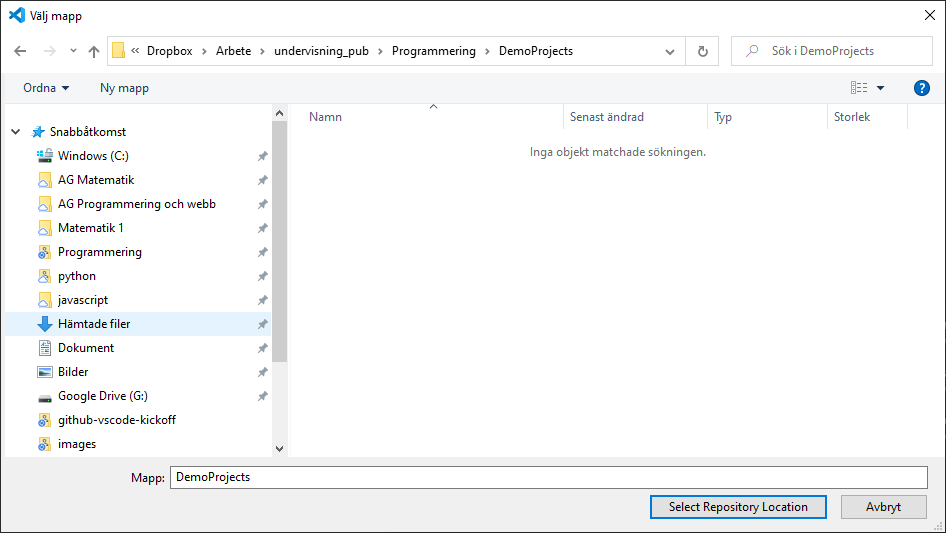 Välj mapp
« Dropbox > Arbete > undervisning_pub > Programmering > DemoProjects
Sök i DemoProjects
Ordna Ny mapp
?
Namn Senast ändrad Typ Storlek
Inga objekt matchade sökningen.
Snabbåtkomst
Windows (C:)
AG Matematik
AG Programmering och webb
Matematik 1
Programmering
python
javascript
Hämtade filer
Dokument
Bilder
Google Drive (G:)
github-vscode-kickoff
images
Mapp: DemoProjects
Select Repository Location Avbryt